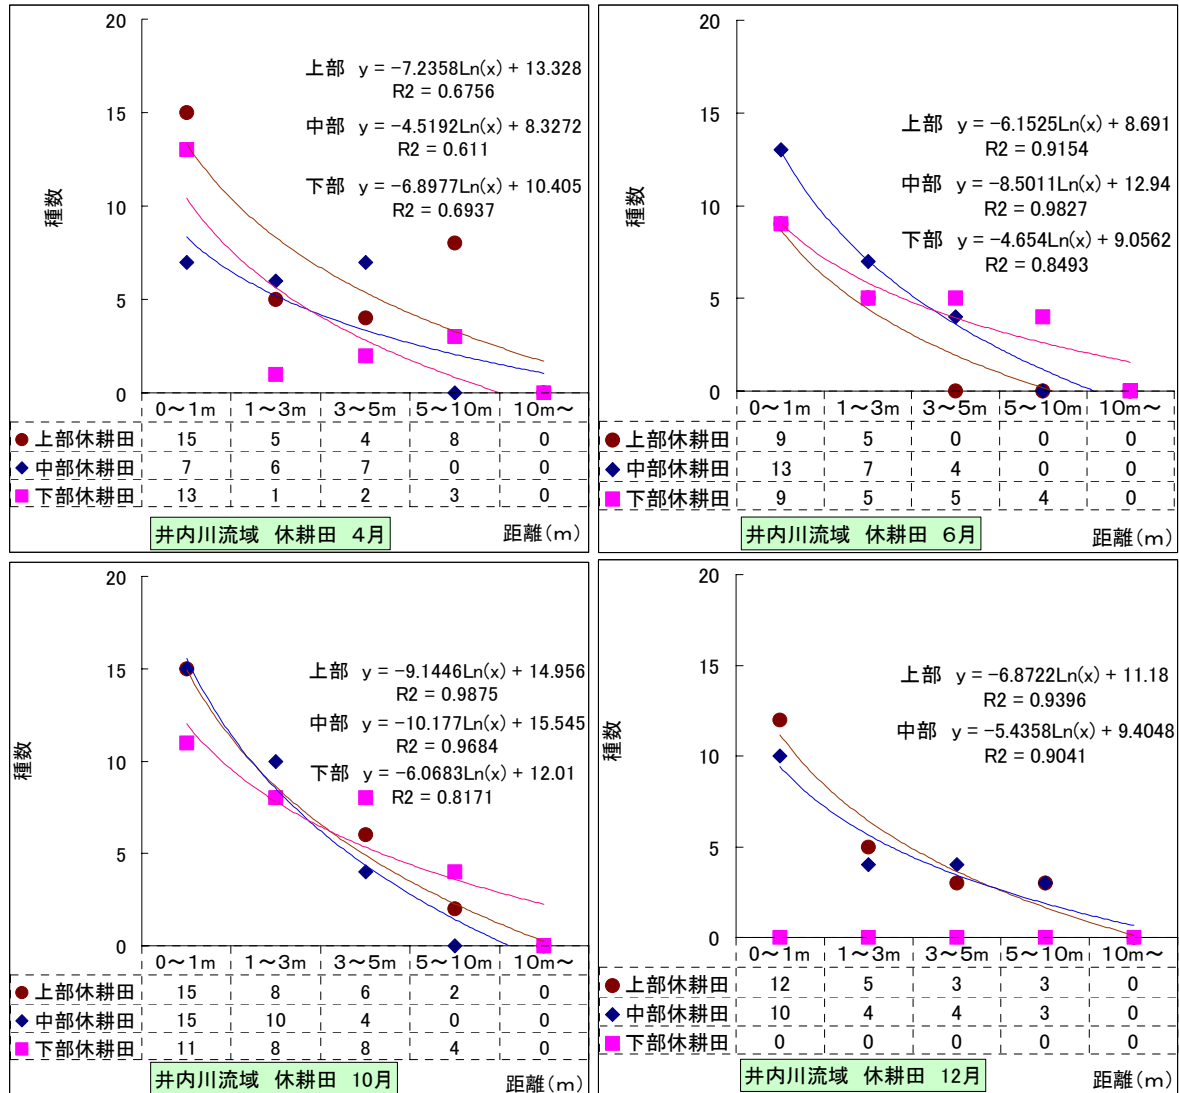 20
15
10
5
0
種数
上部 y = -7.2358Ln(x) + 13.328
R2 = 0.6756
中部 y = -4.5192Ln(x) + 8.3272
R2 = 0.611
下部 y = -6.8977Ln(x) + 10.405
R2 = 0.6937
0～1m 1～3m 3～5m 5～10m 10m～
上部休耕田 15 5 4 8 0
中部休耕田 7 6 7 0 0
下部休耕田 13 1 2 3 0
井内川流域 休耕田 4月
距離(m)
20
15
10
5
0
種数
上部 y = -6.1525Ln(x) + 8.691
R2 = 0.9154
中部 y = -8.5011Ln(x) + 12.94
R2 = 0.9827
下部 y = -4.654Ln(x) + 9.0562
R2 = 0.8493
0～1m 1～3m 3～5m 5～10m 10m～
上部休耕田 9 5 0 0 0
中部休耕田 13 7 4 0 0
下部休耕田 9 5 5 4 0
井内川流域 休耕田 6月
距離(m)
20
15
10
5
0
種数
上部 y = -9.1446Ln(x) + 14.956
R2 = 0.9875
中部 y = -10.177Ln(x) + 15.545
R2 = 0.9684
下部 y = -6.0683Ln(x) + 12.01
R2 = 0.8171
0～1m 1～3m 3～5m 5～10m 10m～
上部休耕田 15 8 6 2 0
中部休耕田 15 10 4 0 0
下部休耕田 11 8 8 4 0
井内川流域 休耕田 10月
距離(m)
20
15
10
5
0
種数
上部 y = -6.8722Ln(x) + 11.18
R2 = 0.9396
中部 y = -5.4358Ln(x) + 9.4048
R2 = 0.9041
0～1m 1～3m 3～5m 5～10m 10m～
上部休耕田 12 5 3 3 0
中部休耕田 10 4 4 3 0
下部休耕田 0 0 0 0 0
井内川流域 休耕田 12月
距離(m)